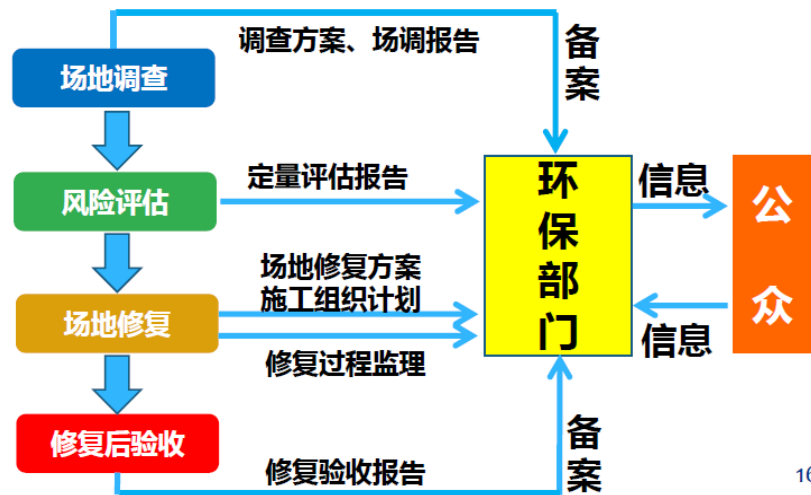 调查方案、场调报告
备案
场地调查
风险评估
定量评估报告
环保部门
信息
公众
场地修复方案
施工组织计划
场地修复
修复过程监理
信息
修复后验收
修复验收报告
备案
16